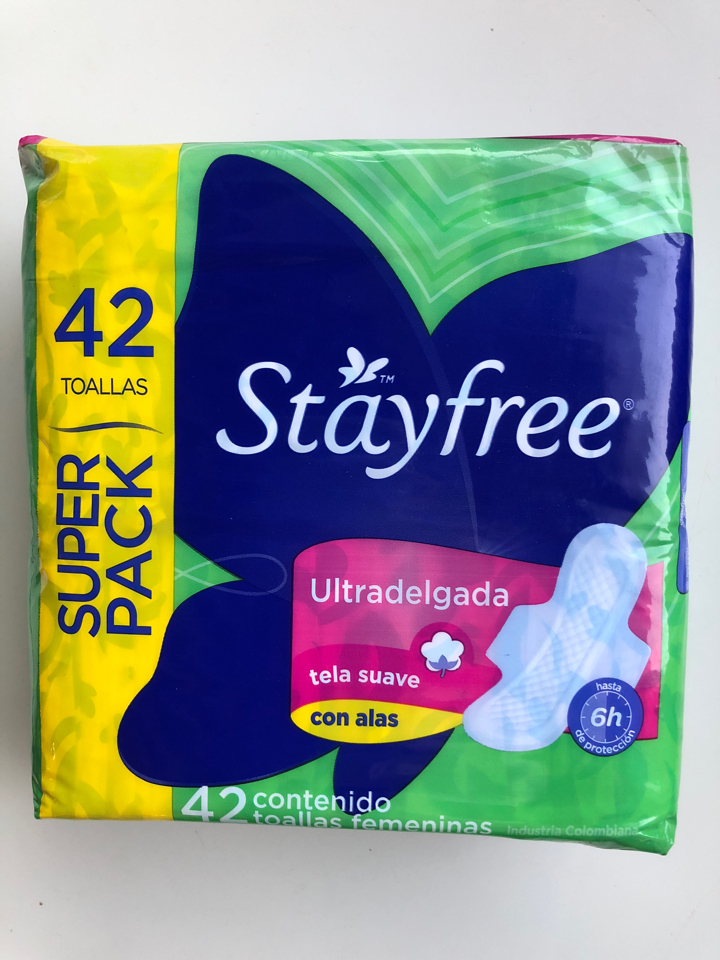 42
TOALLAS
SUPER
PACK
Stayfree®
TM
Ultradelgada
tela suave
con alas
hasta
6h
de protección
42 contenido
toallas femeninas
Industria Colombiana